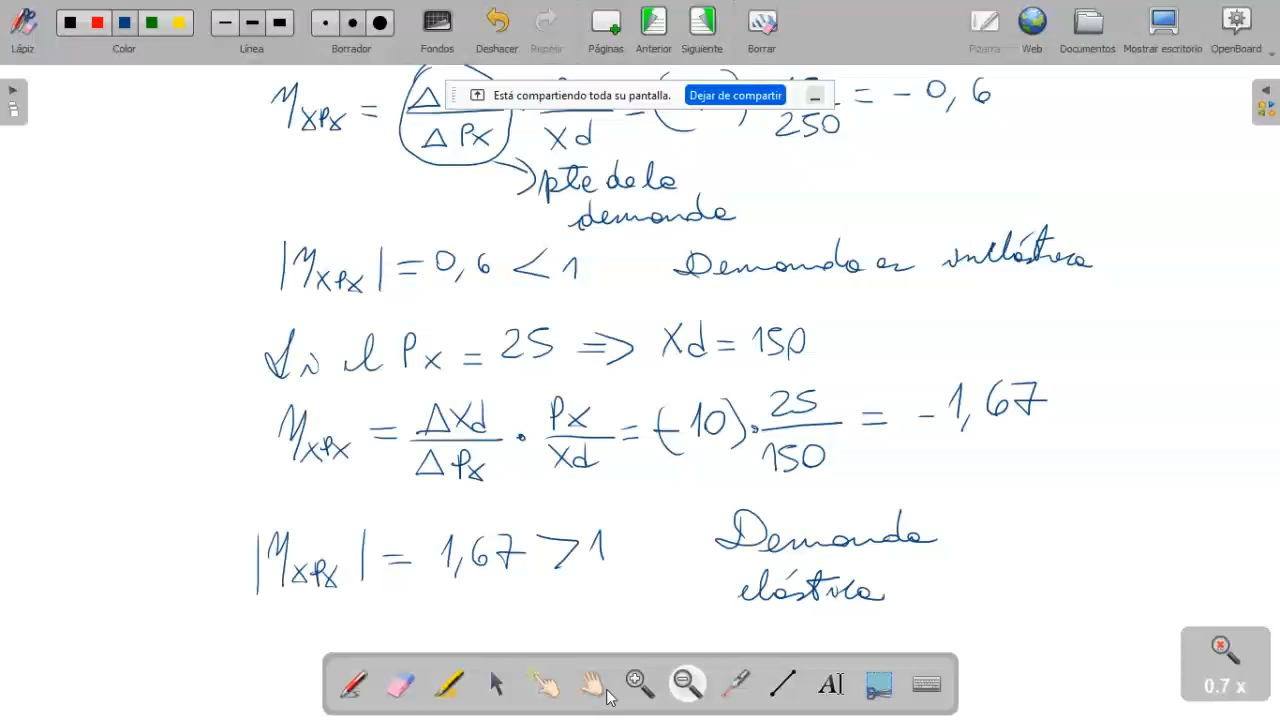 Lápiz Color Línea Borrador Fondos Deshacer Repetir Páginas Anterior Siguiente Borrar Pizarra Web Documentos Mostrar escritorio OpenBoard
Está compartiendo toda su pantalla. Dejar de compartir
ηxPx = Δ / ΔPx / Xd = ( ) 250 = - 0,6
pte de la
demanda
|ηxPx| = 0,6 < 1 Demanda es inelástica
Si el Px = 25 => Xd = 150
ηxPx = ΔXd / ΔPx · Px / Xd = (-10) · 25 / 150 = - 1,67
|ηxPx| = 1,67 > 1 Demanda
elástica
AI
0.7 x